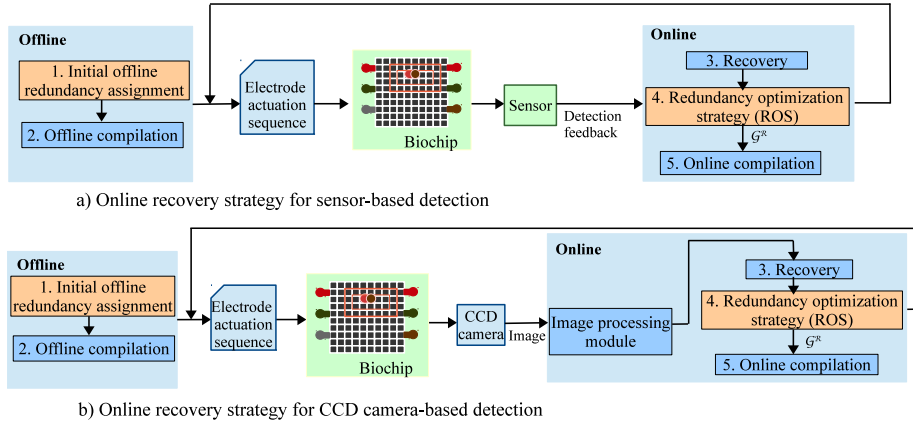 Offline
1. Initial offline
redundancy assignment
2. Offline compilation
Electrode
actuation
sequence
Biochip
Sensor
Detection
feedback
Online
3. Recovery
4. Redundancy optimization
strategy (ROS)
𝒢ᴿ
5. Online compilation
a) Online recovery strategy for sensor-based detection
Offline
1. Initial offline
redundancy assignment
2. Offline compilation
Electrode
actuation
sequence
Biochip
CCD
camera
Image
Online
Image processing
module
3. Recovery
4. Redundancy optimization
strategy (ROS)
𝒢ᴿ
5. Online compilation
b) Online recovery strategy for CCD camera-based detection